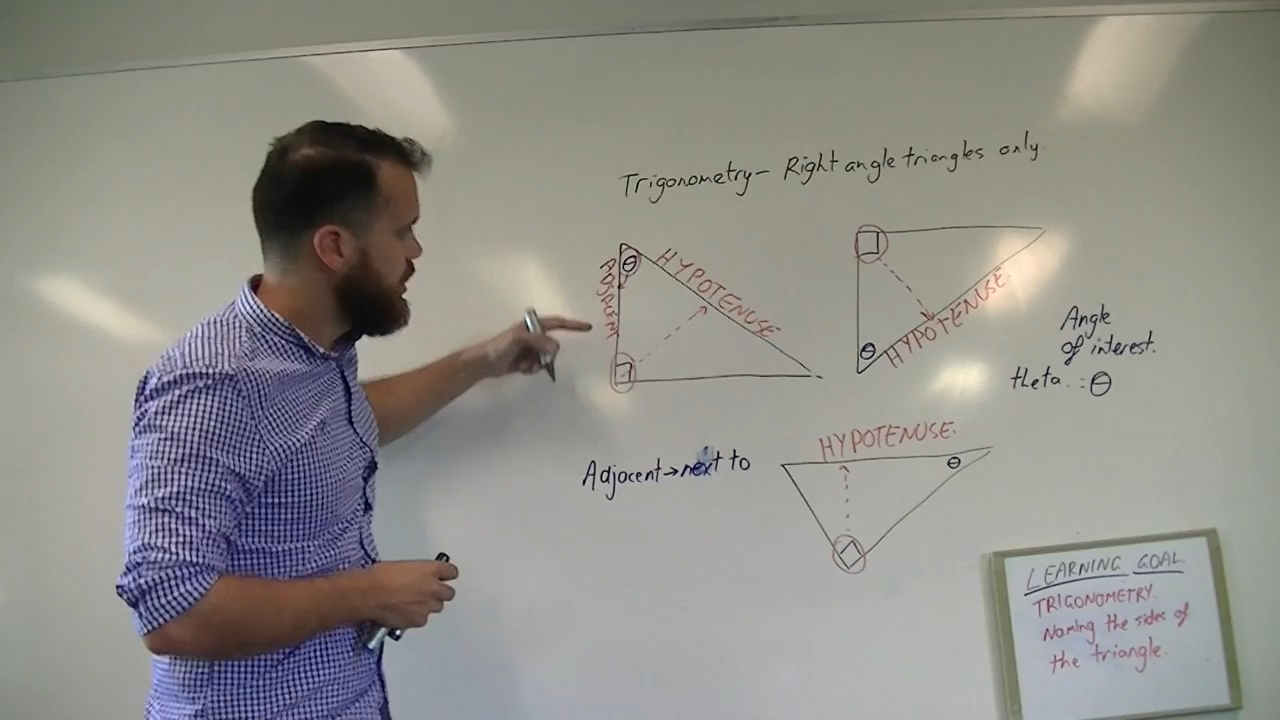 Trigonometry - Right angle triangles only.
θ
ADJACENT
HYPOTENUSE
θ
HYPOTENUSE.
Angle
of interest.
theta.. : θ
Adjacent → next to
HYPOTENUSE.
θ
LEARNING GOAL.
TRIGONOMETRY.
Naming the sides of
the triangle.